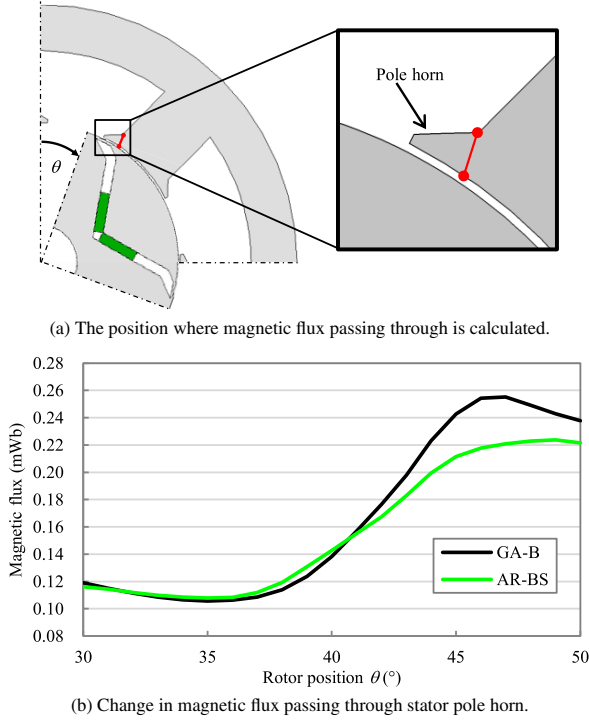 Pole horn
θ
(a) The position where magnetic flux passing through is calculated.
0.28
0.26
0.24
0.22
0.20
0.18
0.16
0.14
0.12
0.10
0.08
Magnetic flux (mWb)
GA-B
AR-BS
30
35
40
45
50
Rotor position θ (°)
(b) Change in magnetic flux passing through stator pole horn.